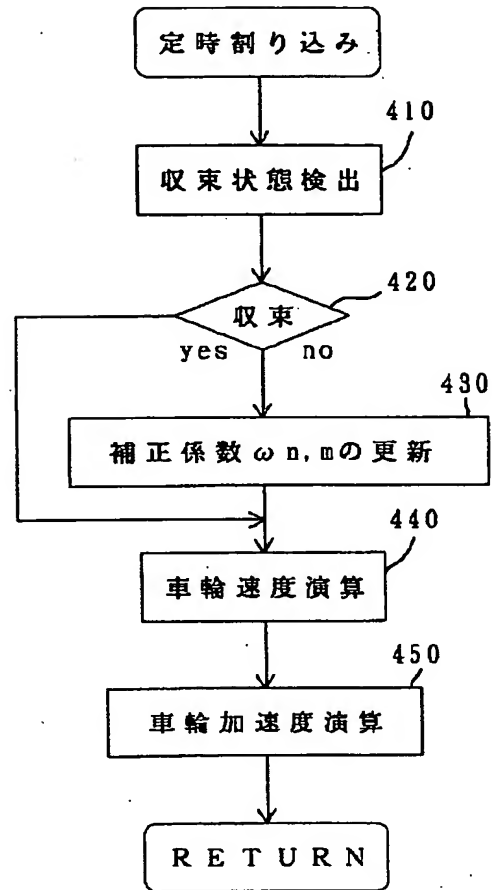 定時割り込み
410
収束状態検出
420
収束
yes no
430
補正係数ωn,mの更新
440
車輪速度演算
450
車輪加速度演算
RETURN